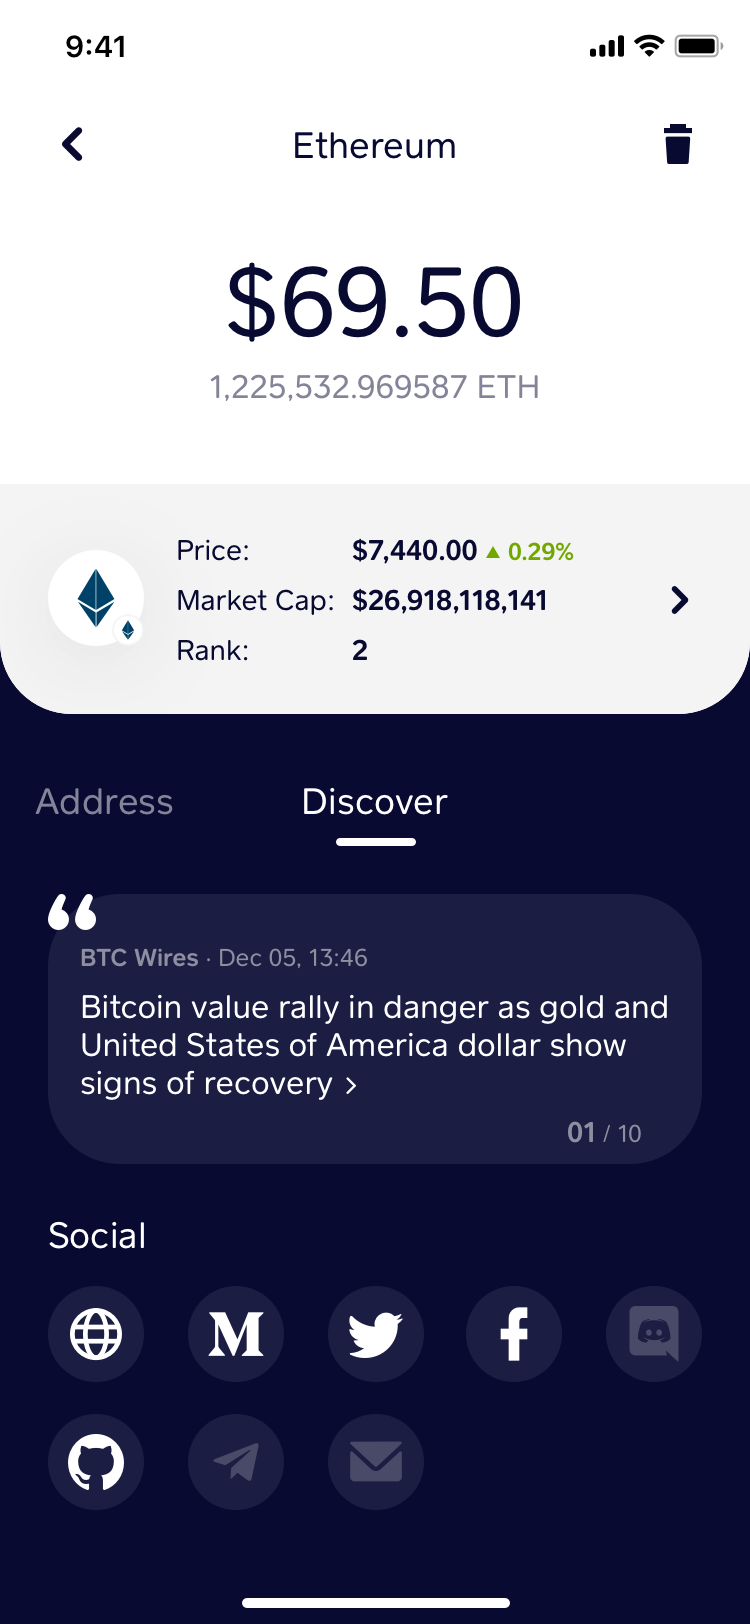 9:41
Ethereum
$69.50
1,225,532.969587 ETH
Price: $7,440.00 ▲ 0.29%
Market Cap: $26,918,118,141
Rank: 2
Address Discover
“
BTC Wires · Dec 05, 13:46
Bitcoin value rally in danger as gold and
United States of America dollar show
signs of recovery >
01 / 10
Social